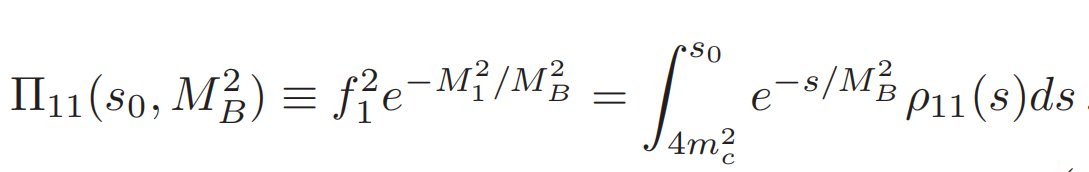 Π₁₁(s₀, M_B²) ≡ f₁² e^{−M₁²/M_B²} = ∫_{4m_c²}^{s₀} e^{−s/M_B²} ρ₁₁(s)ds .